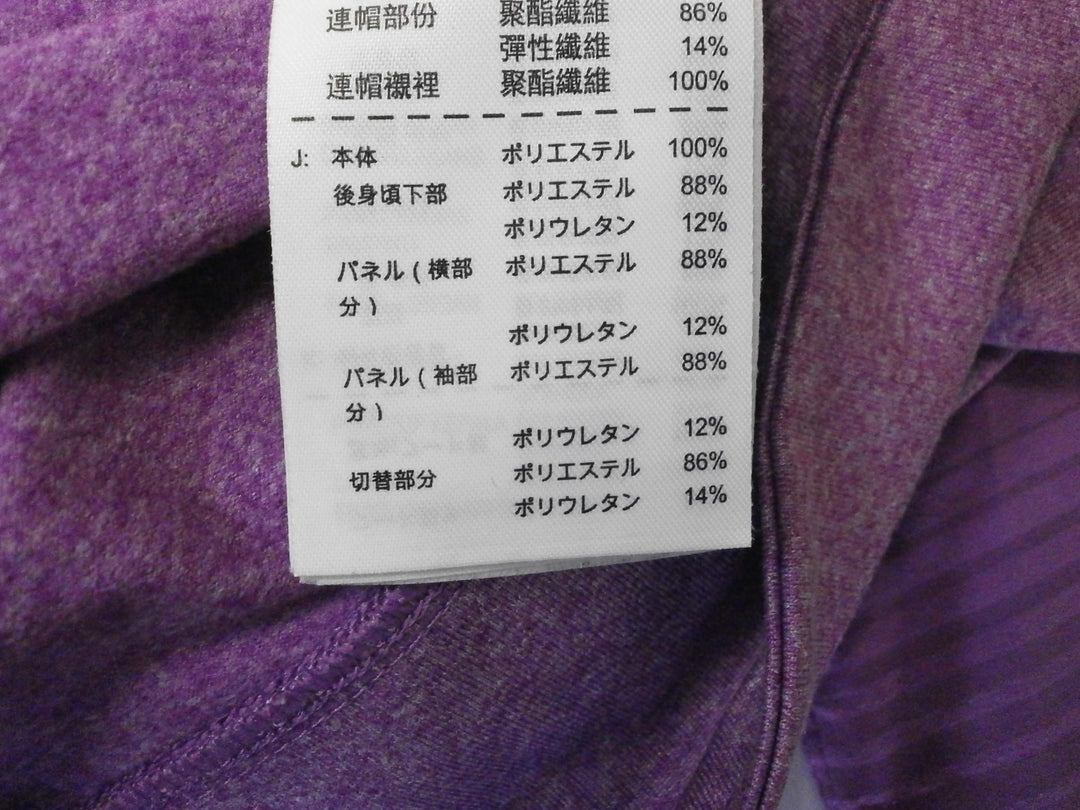 連帽部份 聚酯纖維 86%
彈性纖維 14%
連帽襯裡 聚酯纖維 100%
J: 本体 ポリエステル 100%
後身頃下部 ポリエステル 88%
ポリウレタン 12%
パネル(横部 ポリエステル 88%
分)
ポリウレタン 12%
パネル(袖部 ポリエステル 88%
分)
ポリウレタン 12%
切替部分 ポリエステル 86%
ポリウレタン 14%